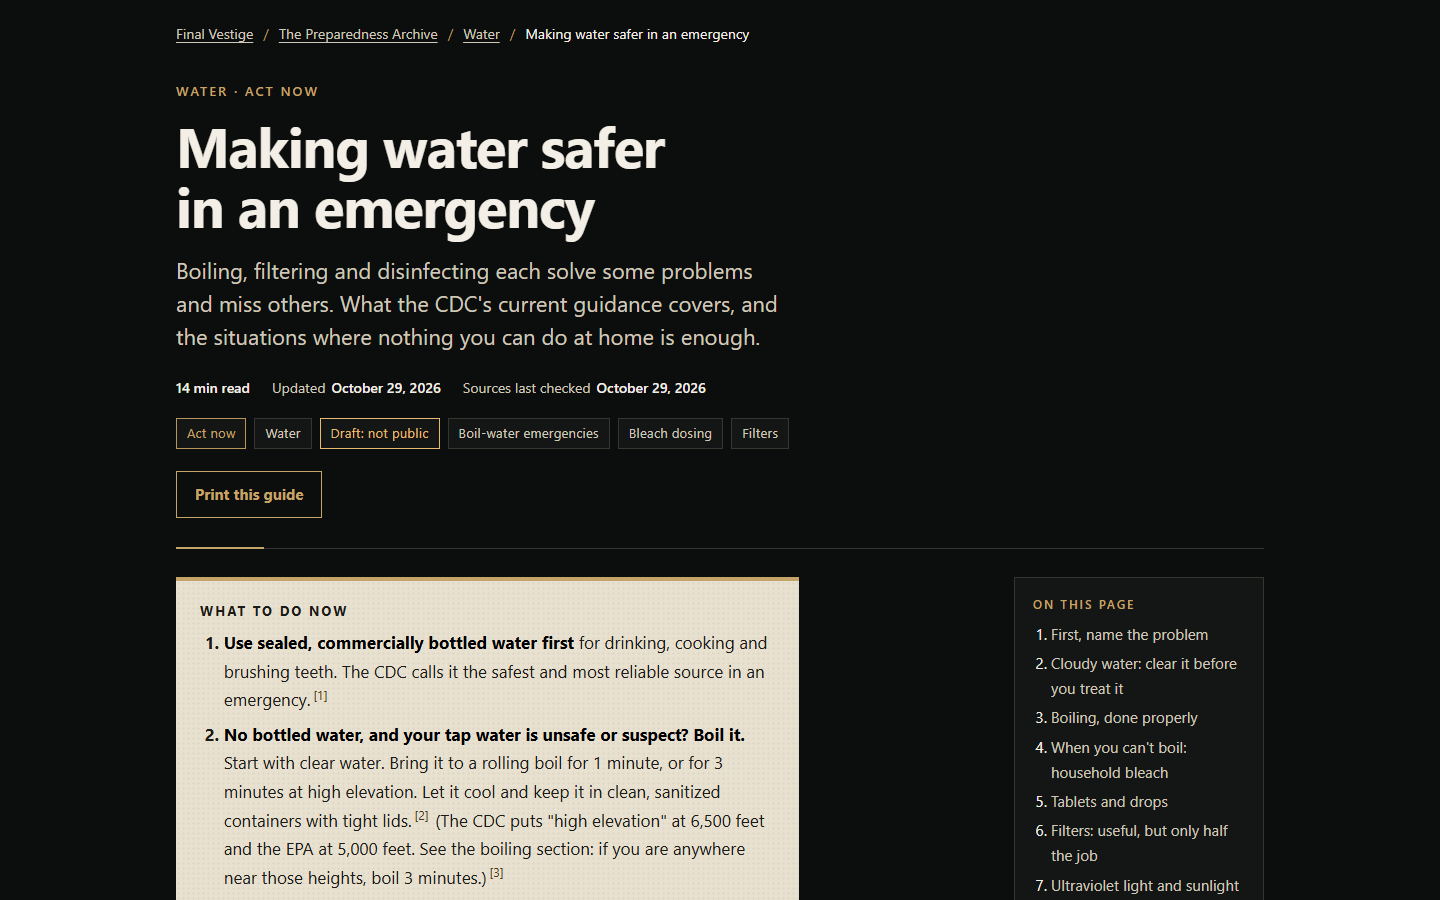 Final Vestige / The Preparedness Archive / Water / Making water safer in an emergency
WATER · ACT NOW
Making water safer
in an emergency
Boiling, filtering and disinfecting each solve some problems
and miss others. What the CDC's current guidance covers, and
the situations where nothing you can do at home is enough.
14 min read Updated October 29, 2026 Sources last checked October 29, 2026
Act now Water Draft: not public Boil-water emergencies Bleach dosing Filters
Print this guide
WHAT TO DO NOW
1. Use sealed, commercially bottled water first for drinking, cooking and
brushing teeth. The CDC calls it the safest and most reliable source in an
emergency. [1]
2. No bottled water, and your tap water is unsafe or suspect? Boil it.
Start with clear water. Bring it to a rolling boil for 1 minute, or for 3
minutes at high elevation. Let it cool and keep it in clean, sanitized
containers with tight lids. [2] (The CDC puts "high elevation" at 6,500 feet
and the EPA at 5,000 feet. See the boiling section: if you are anywhere
near those heights, boil 3 minutes.) [3]
ON THIS PAGE
1. First, name the problem
2. Cloudy water: clear it before
you treat it
3. Boiling, done properly
4. When you can't boil:
household bleach
5. Tablets and drops
6. Filters: useful, but only half
the job
7. Ultraviolet light and sunlight